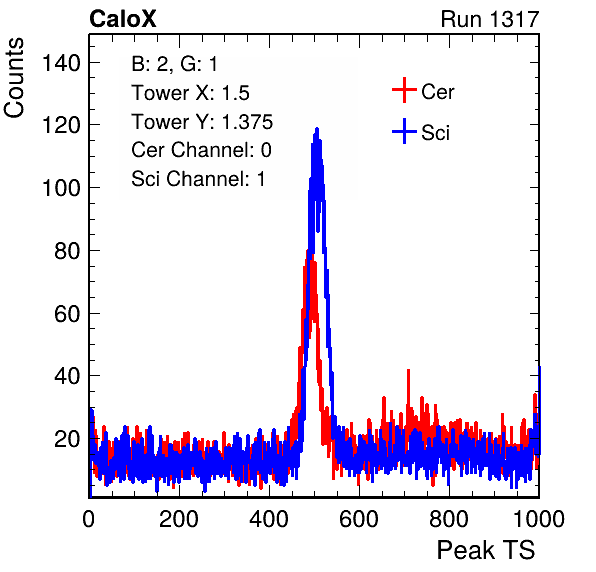 CaloX Run 1317
Counts
B: 2, G: 1
Tower X: 1.5
Tower Y: 1.375
Cer Channel: 0
Sci Channel: 1
Cer
Sci
140
120
100
80
60
40
20
0 200 400 600 800 1000
Peak TS